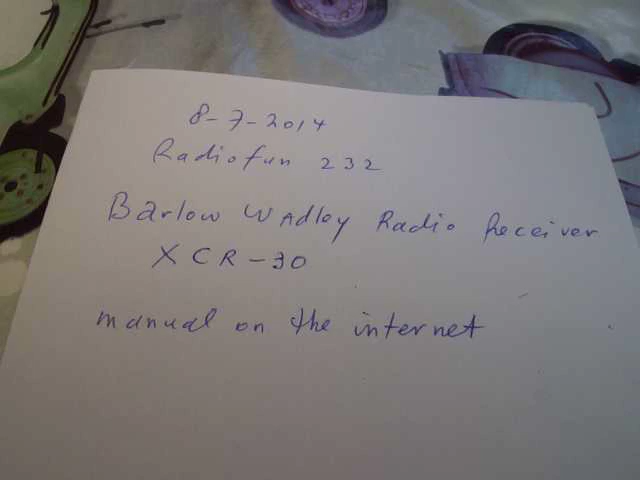 8-7-2014
Radiofun 232
Barlow Wadley Radio Receiver
XCR-30
manual on the internet